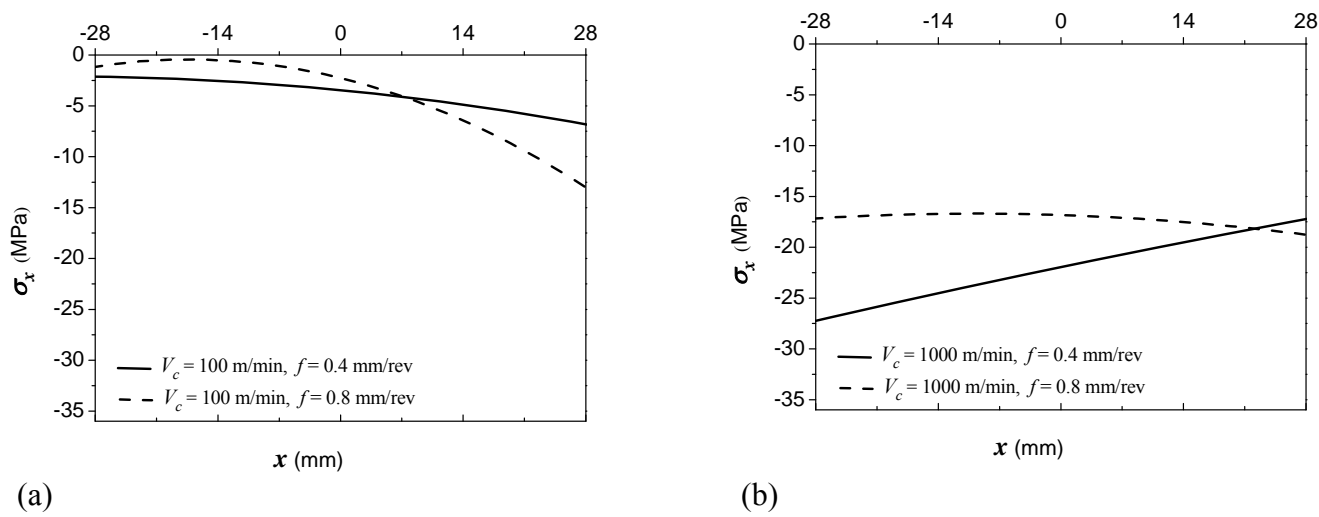 -28 -14 0 14 28
0
-5
-10
-15
-20
-25
-30
-35
σx (MPa)
Vc = 100 m/min, f = 0.4 mm/rev
Vc = 100 m/min, f = 0.8 mm/rev
x (mm)
(a)
-28 -14 0 14 28
0
-5
-10
-15
-20
-25
-30
-35
σx (MPa)
Vc = 1000 m/min, f = 0.4 mm/rev
Vc = 1000 m/min, f = 0.8 mm/rev
x (mm)
(b)